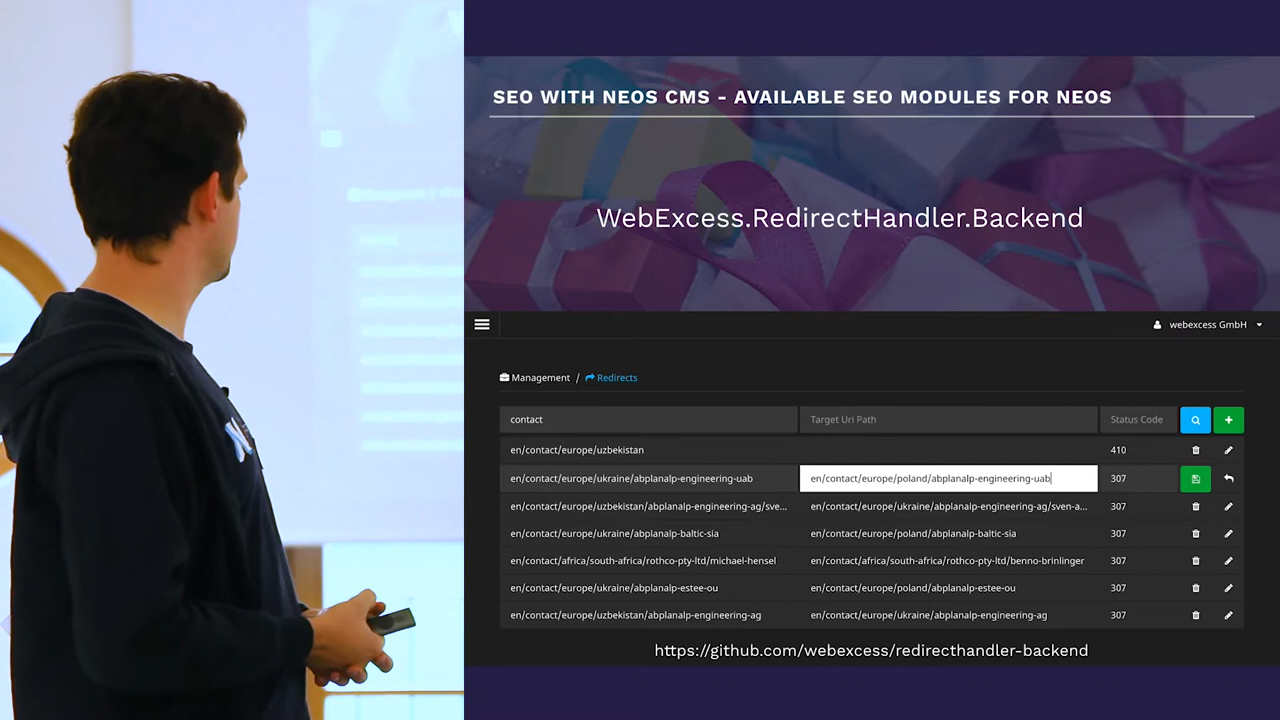 SEO WITH NEOS CMS - AVAILABLE SEO MODULES FOR NEOS
WebExcess.RedirectHandler.Backend
webexcess GmbH
Management / Redirects
contact Target Uri Path Status Code
en/contact/europe/uzbekistan 410
en/contact/europe/ukraine/abplanalp-engineering-uab en/contact/europe/poland/abplanalp-engineering-uab 307
en/contact/europe/uzbekistan/abplanalp-engineering-ag/sve... en/contact/europe/ukraine/abplanalp-engineering-ag/sven-a... 307
en/contact/europe/ukraine/abplanalp-baltic-sia en/contact/europe/poland/abplanalp-baltic-sia 307
en/contact/africa/south-africa/rothco-pty-ltd/michael-hensel en/contact/africa/south-africa/rothco-pty-ltd/benno-brinlinger 307
en/contact/europe/ukraine/abplanalp-estee-ou en/contact/europe/poland/abplanalp-estee-ou 307
en/contact/europe/uzbekistan/abplanalp-engineering-ag en/contact/europe/ukraine/abplanalp-engineering-ag 307
https://github.com/webexcess/redirecthandler-backend